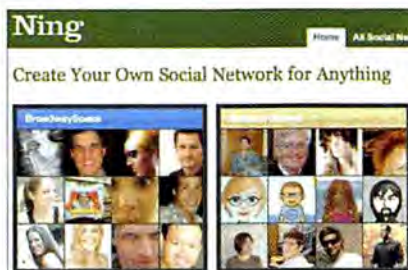 Ning
Home All Social Ne
Create Your Own Social Network for Anything
BroadwaySpace